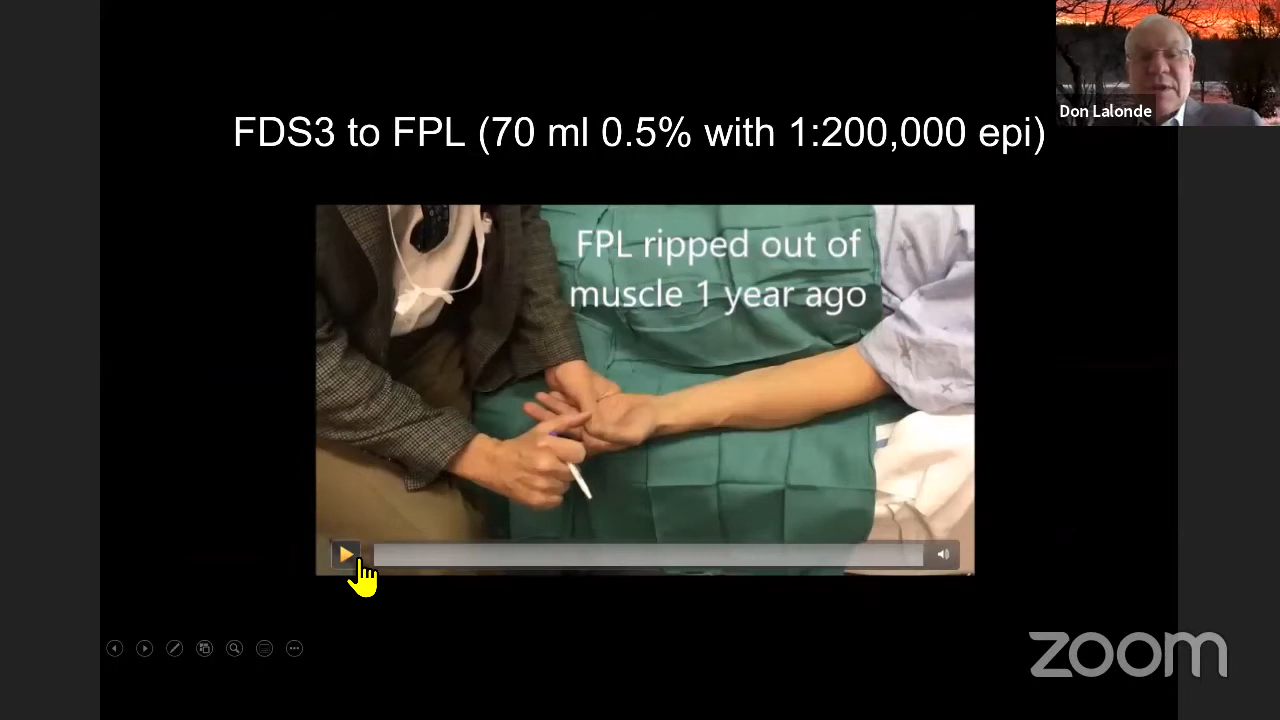 FDS3 to FPL (70 ml 0.5% with 1:200,000 epi)
Don Lalonde
FPL ripped out of
muscle 1 year ago
zoom